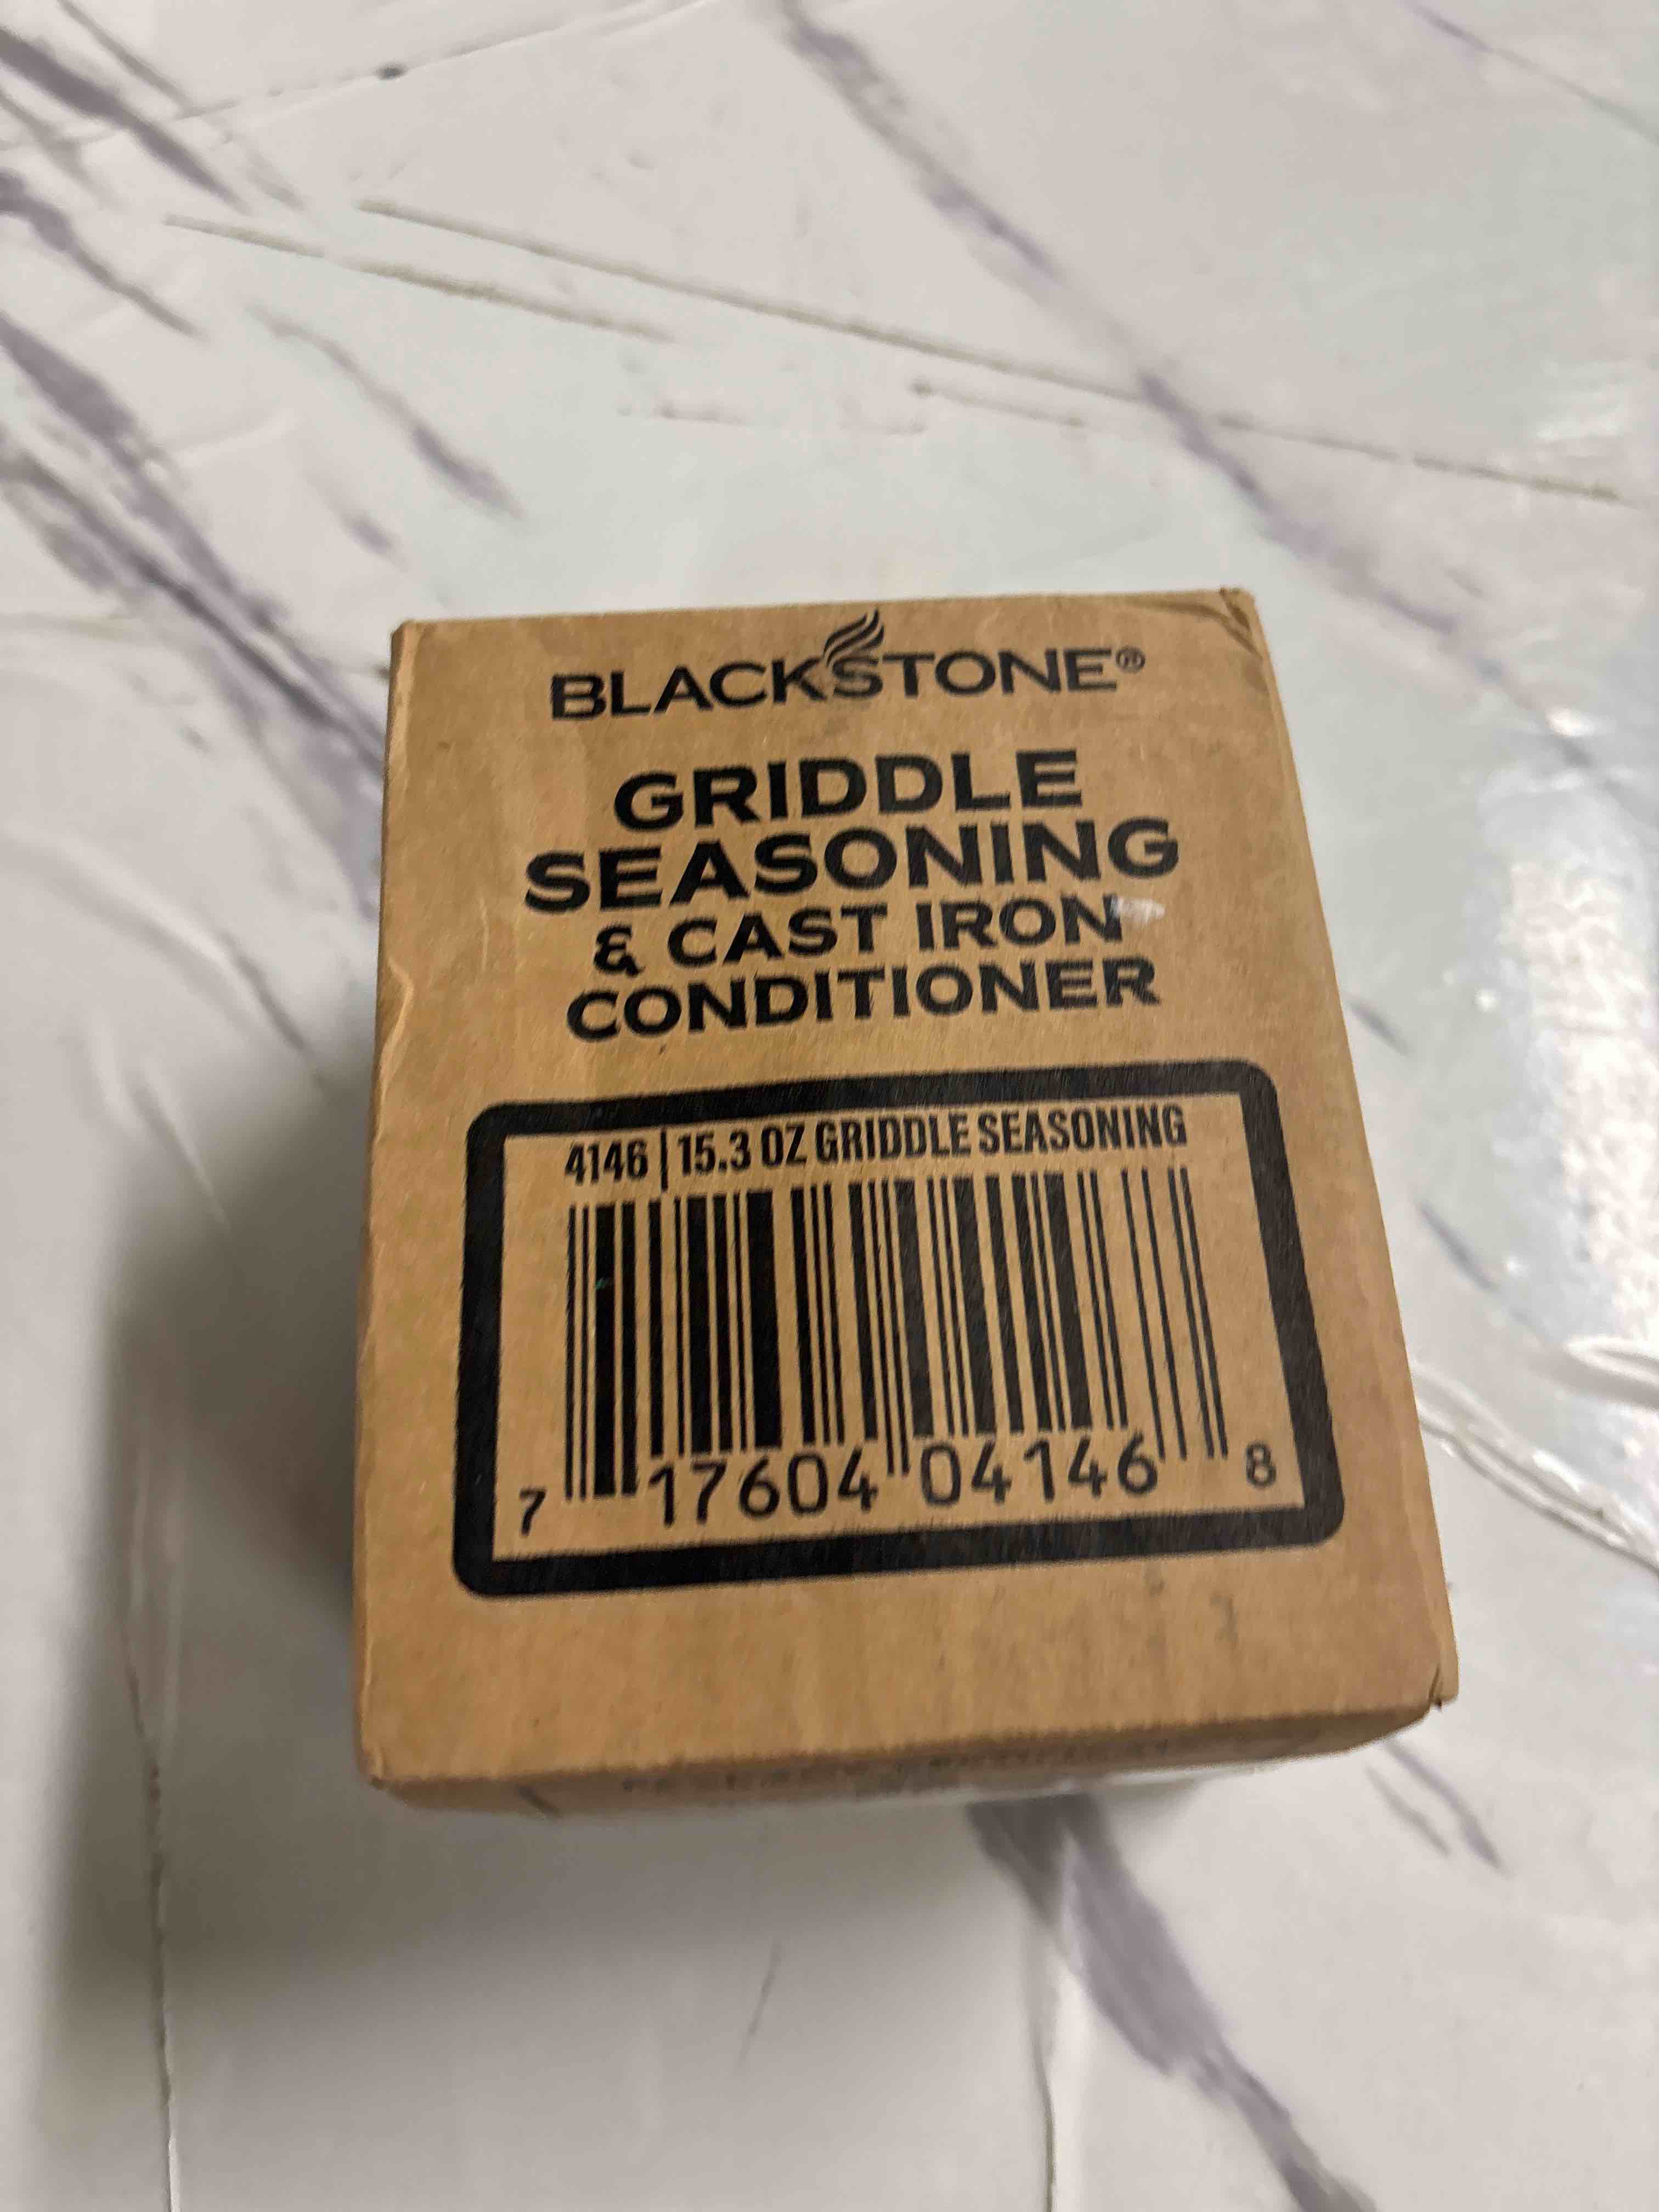 BLACKSTONE®
GRIDDLE
SEASONING
& CAST IRON
CONDITIONER
4146 | 15.3 OZ GRIDDLE SEASONING
7 17604 04146 8